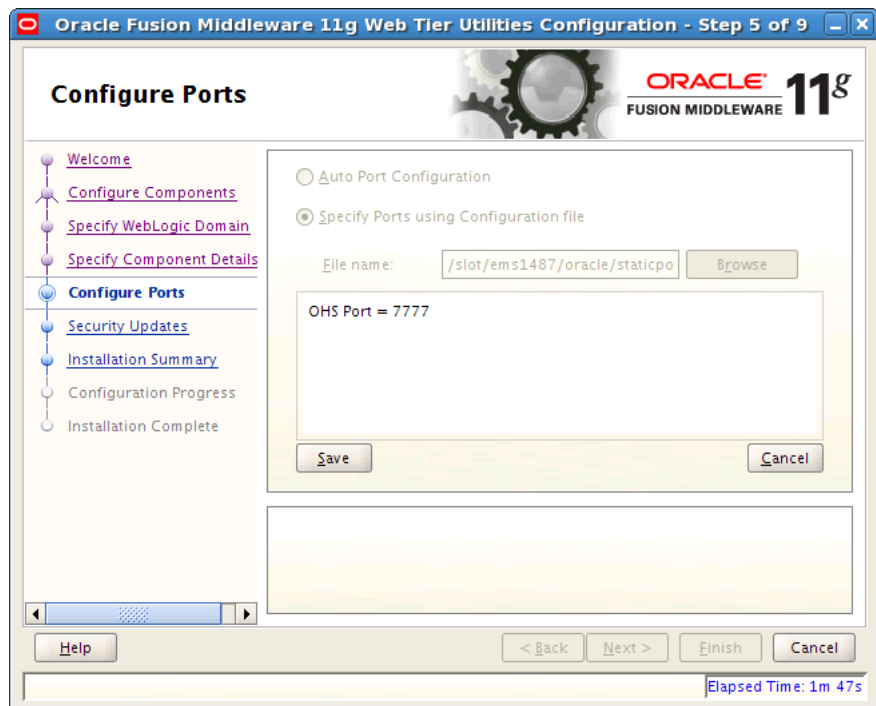 Oracle Fusion Middleware 11g Web Tier Utilities Configuration - Step 5 of 9
Configure Ports
ORACLE
FUSION MIDDLEWARE 11g
Welcome
Configure Components
Specify WebLogic Domain
Specify Component Details
Configure Ports
Security Updates
Installation Summary
Configuration Progress
Installation Complete
Auto Port Configuration
Specify Ports using Configuration file
File name: /slot/ems1487/oracle/staticpo Browse
OHS Port = 7777
Save Cancel
Help < Back Next > Finish Cancel
Elapsed Time: 1m 47s